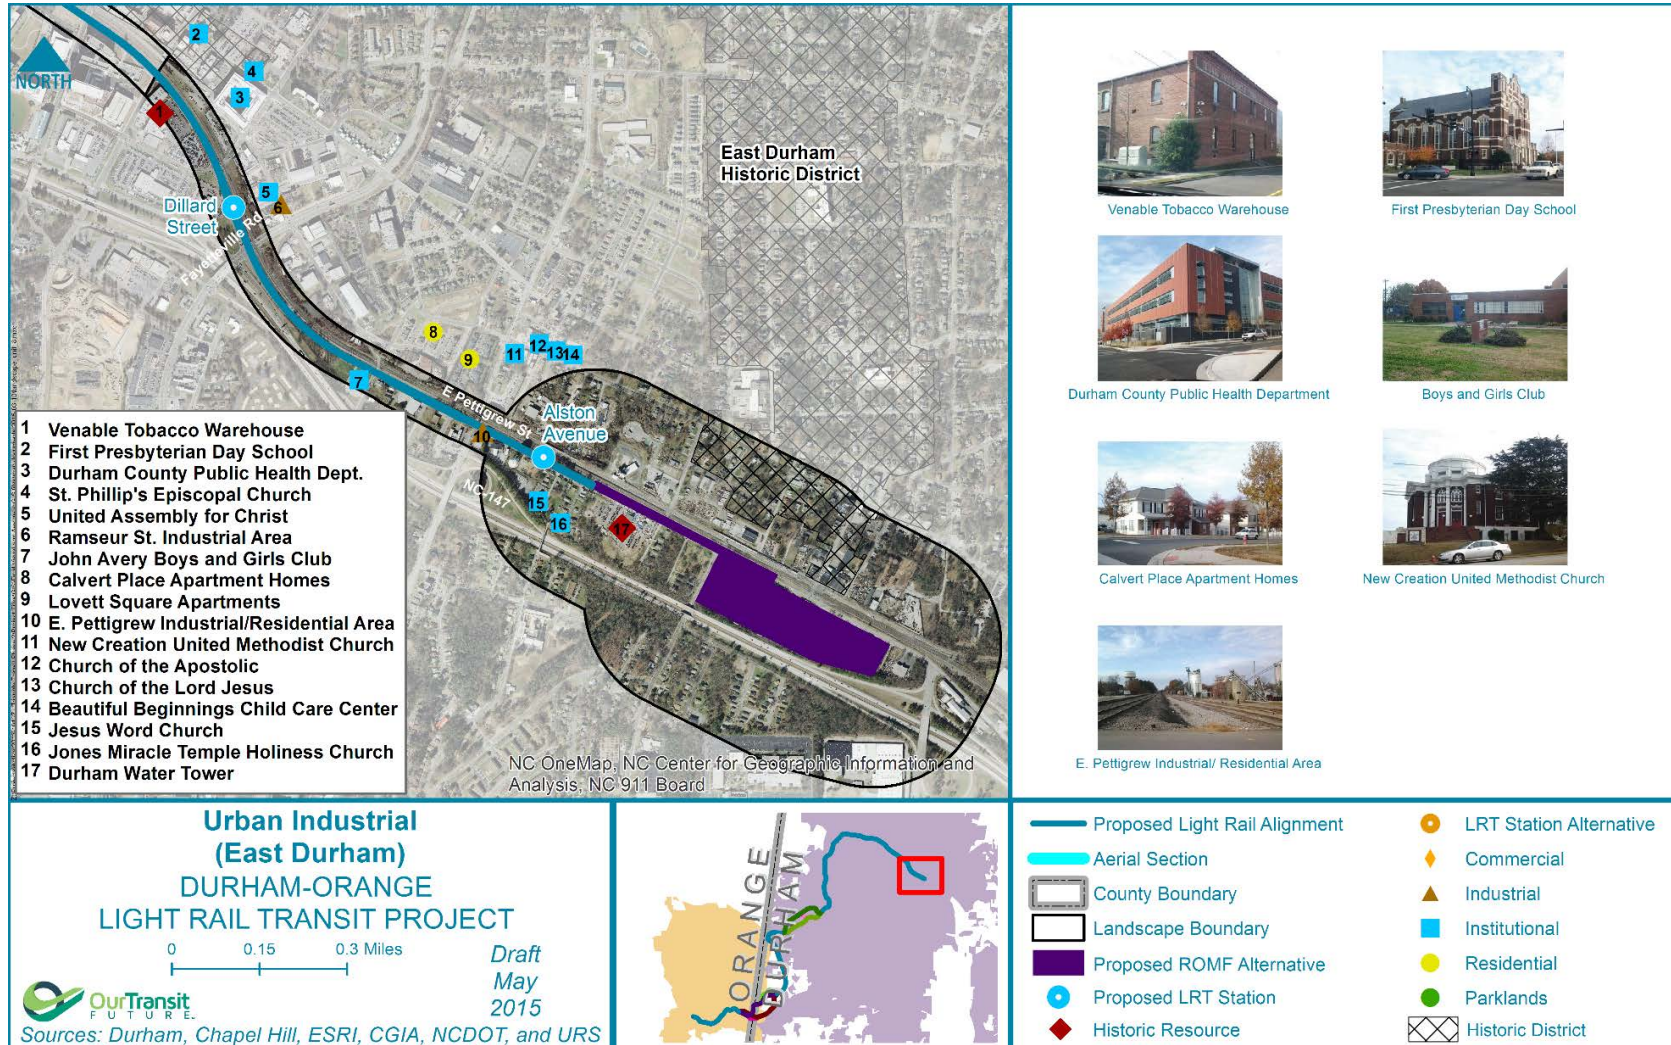 NORTH
2
4
3
1
5
6
Dillard
Street
Fayetteville Rd
East Durham
Historic District
8
9
11
12
13
14
7
E Pettigrew St
Alston
Avenue
10
NC-147
15
16
17
1 Venable Tobacco Warehouse
2 First Presbyterian Day School
3 Durham County Public Health Dept.
4 St. Phillip's Episcopal Church
5 United Assembly for Christ
6 Ramseur St. Industrial Area
7 John Avery Boys and Girls Club
8 Calvert Place Apartment Homes
9 Lovett Square Apartments
10 E. Pettigrew Industrial/Residential Area
11 New Creation United Methodist Church
12 Church of the Apostolic
13 Church of the Lord Jesus
14 Beautiful Beginnings Child Care Center
15 Jesus Word Church
16 Jones Miracle Temple Holiness Church
17 Durham Water Tower
NC OneMap, NC Center for Geographic Information and
Analysis, NC 911 Board
Venable Tobacco Warehouse
First Presbyterian Day School
Durham County Public Health Department
Boys and Girls Club
Calvert Place Apartment Homes
New Creation United Methodist Church
E. Pettigrew Industrial/ Residential Area
Urban Industrial
(East Durham)
DURHAM-ORANGE
LIGHT RAIL TRANSIT PROJECT
0 0.15 0.3 Miles
Draft
May
2015
OurTransit
FUTURE
Sources: Durham, Chapel Hill, ESRI, CGIA, NCDOT, and URS
ORANGE
DURHAM
Proposed Light Rail Alignment
Aerial Section
County Boundary
Landscape Boundary
Proposed ROMF Alternative
Proposed LRT Station
Historic Resource
LRT Station Alternative
Commercial
Industrial
Institutional
Residential
Parklands
Historic District